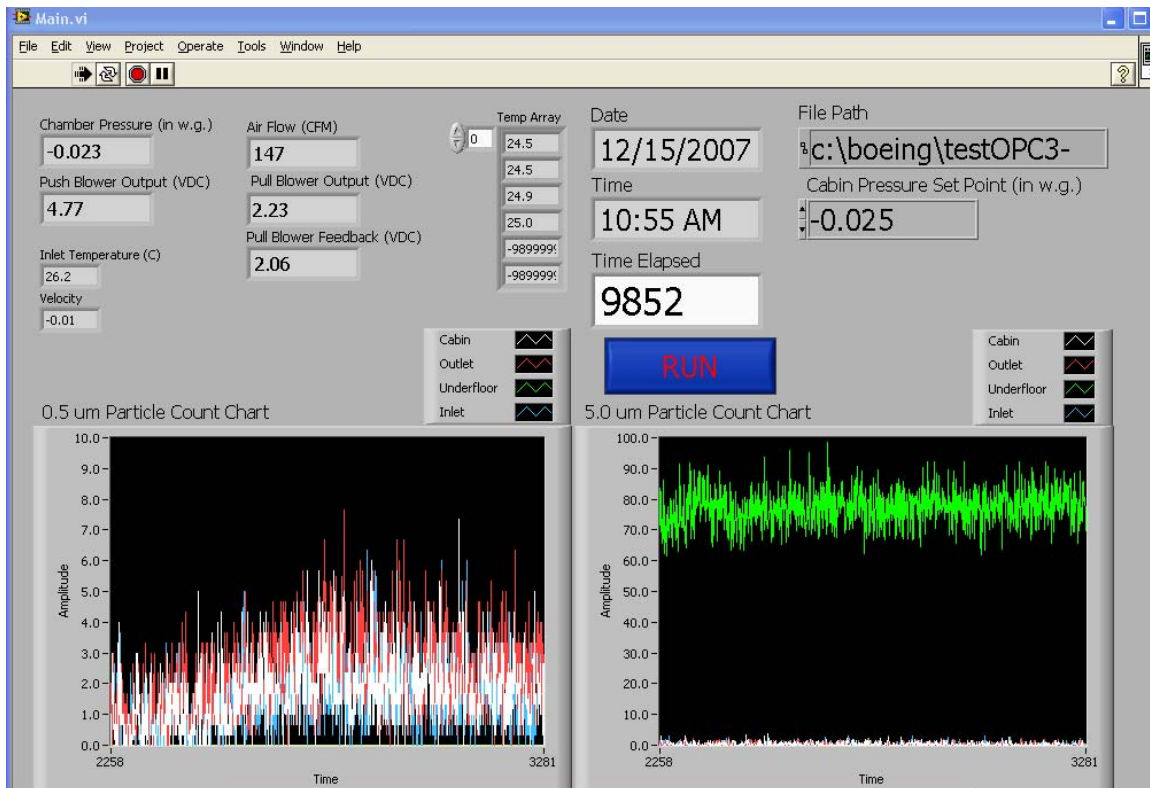 Main.vi
File Edit View Project Operate Tools Window Help
Chamber Pressure (in w.g.)
-0.023
Push Blower Output (VDC)
4.77
Inlet Temperature (C)
26.2
Velocity
-0.01
Air Flow (CFM)
147
Pull Blower Output (VDC)
2.23
Pull Blower Feedback (VDC)
2.06
0
Temp Array
24.5
24.5
24.9
25.0
-989999
-989999
Date
12/15/2007
Time
10:55 AM
Time Elapsed
9852
RUN
File Path
c:\boeing\testOPC3-
Cabin Pressure Set Point (in w.g.)
-0.025
Cabin
Outlet
Underfloor
Inlet
0.5 um Particle Count Chart
10.0
9.0
8.0
7.0
6.0
5.0
4.0
3.0
2.0
1.0
0.0
Amplitude
2258
3281
Time
Cabin
Outlet
Underfloor
Inlet
5.0 um Particle Count Chart
100.0
90.0
80.0
70.0
60.0
50.0
40.0
30.0
20.0
10.0
0.0
Amplitude
2258
3281
Time